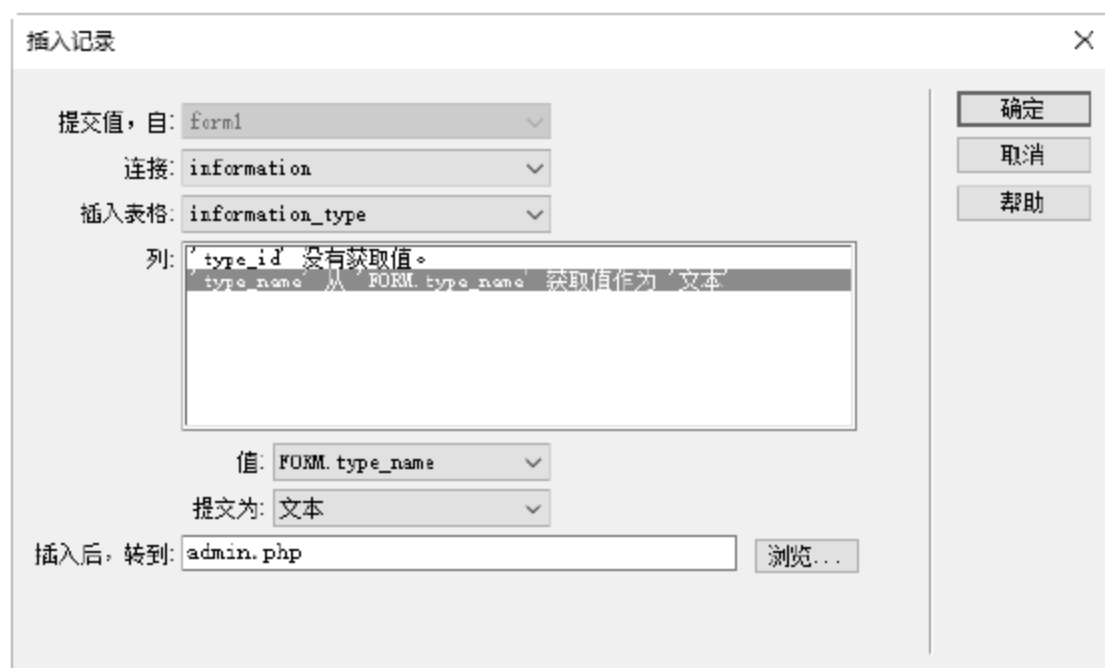 插入记录
提交值，自: form1
确定
连接: information
取消
插入表格: information_type
帮助
列: 'type_id' 没有获取值。
'type_name' 从 'FORM.type_name' 获取值作为 '文本'
值: FORM.type_name
提交为: 文本
插入后，转到: admin.php 浏览...